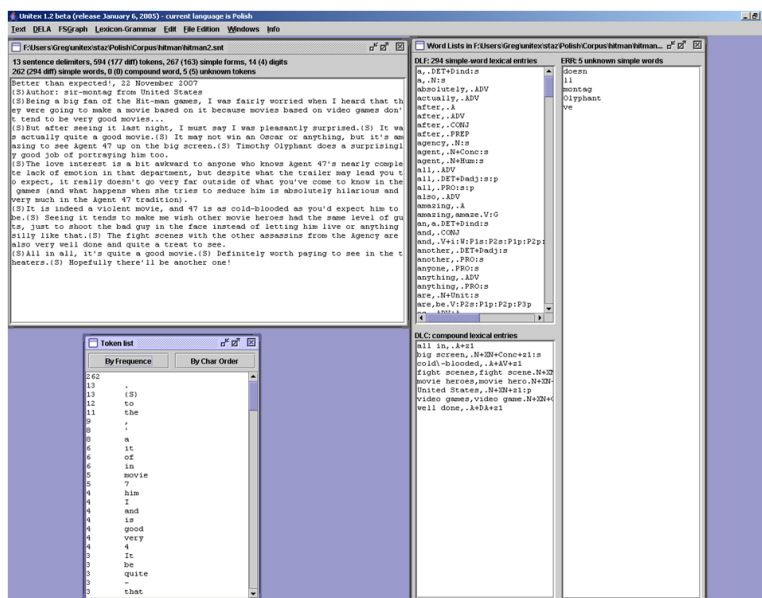 Unitex 1.2 beta (release January 6, 2005) - current language is Polish
Text DELA FSGraph Lexicon-Grammar Edit File Edition Windows Info
F:\Users\Greg\unitex\staz\Polish\Corpus\hitman\hitman2.snt
13 sentence delimiters, 594 (177 diff) tokens, 267 (163) simple forms, 14 (4) digits
262 (294 diff) simple words, 0 (0) compound word, 5 (5) unknown tokens
Better than expected!, 22 November 2007
{S}Author: sir-montag from United States
{S}Being a big fan of the Hit-man games, I was fairly worried when I heard that th
ey were going to make a movie based on it because movies based on video games don'
t tend to be very good movies...
{S}But after seeing it last night, I must say I was pleasantly surprised.{S} It wa
s actually quite a good movie.{S} It may not win an Oscar or anything, but it's am
azing to see Agent 47 up on the big screen.{S} Timothy Olyphant does a surprisingl
y good job of portraying him too.
{S}The love interest is a bit awkward to anyone who knows Agent 47's nearly comple
te lack of emotion in that department, but despite what the trailer may lead you t
o expect, it really doesn't go very far outside of what you've come to know in the
games (and what happens when she tries to seduce him is absolutely hilarious and
very much in the Agent 47 tradition).
{S}It is indeed a violent movie, and 47 is as cold-blooded as you'd expect him to
be.{S} Seeing it tends to make me wish other movie heroes had the same level of gu
ts, just to shoot the bad guy in the face instead of letting him live or anything
silly like that.{S} The fight scenes with the other assassins from the Agency are
also very well done and quite a treat to see.
{S}All in all, it's quite a good movie.{S} Definitely worth paying to see in the t
heaters.{S} Hopefully there'll be another one!
Token list
By Frequence By Char Order
262
13 .
13 {S}
12 to
11 the
9 ,
8 '
8 a
6 it
6 of
6 in
5 movie
5 7
4 him
4 I
4 and
4 is
4 good
4 very
4 4
3 It
3 be
3 quite
3 -
3 that
Word Lists in F:\Users\Greg\unitex\staz\Polish\Corpus\hitman\hitman...
DLF: 294 simple-word lexical entries
a,.DET+Dind:s
a,.N:s
absolutely,.ADV
actually,.ADV
after,.A
after,.ADV
after,.CONJ
after,.PREP
agency,.N:s
agent,.N+Conc:s
agent,.N+Hum:s
all,.ADV
all,.DET+Dadj:s:p
all,.PRO:s:p
also,.ADV
amazing,.A
amazing,amaze.V:G
an,a.DET+Dind:s
and,.CONJ
and,.V+i:W:P1s:P2s:P1p:P2p:
another,.DET+Dadj:s
another,.PRO:s
anyone,.PRO:s
anything,.ADV
anything,.PRO:s
are,.N+Unit:s
are,be.V:P2s:P1p:P2p:P3p
DLC: compound lexical entries
all in,.A+z1
big screen,.N+XN+Conc+z1:s
cold\-blooded,.A+AV+z1
fight scenes,fight scene.N+XN
movie heroes,movie hero.N+XN-
United States,.N+XN+z1:p
video games,video game.N+XN+C
well done,.A+DA+z1
ERR: 5 unknown simple words
doesn
ll
montag
Olyphant
ve